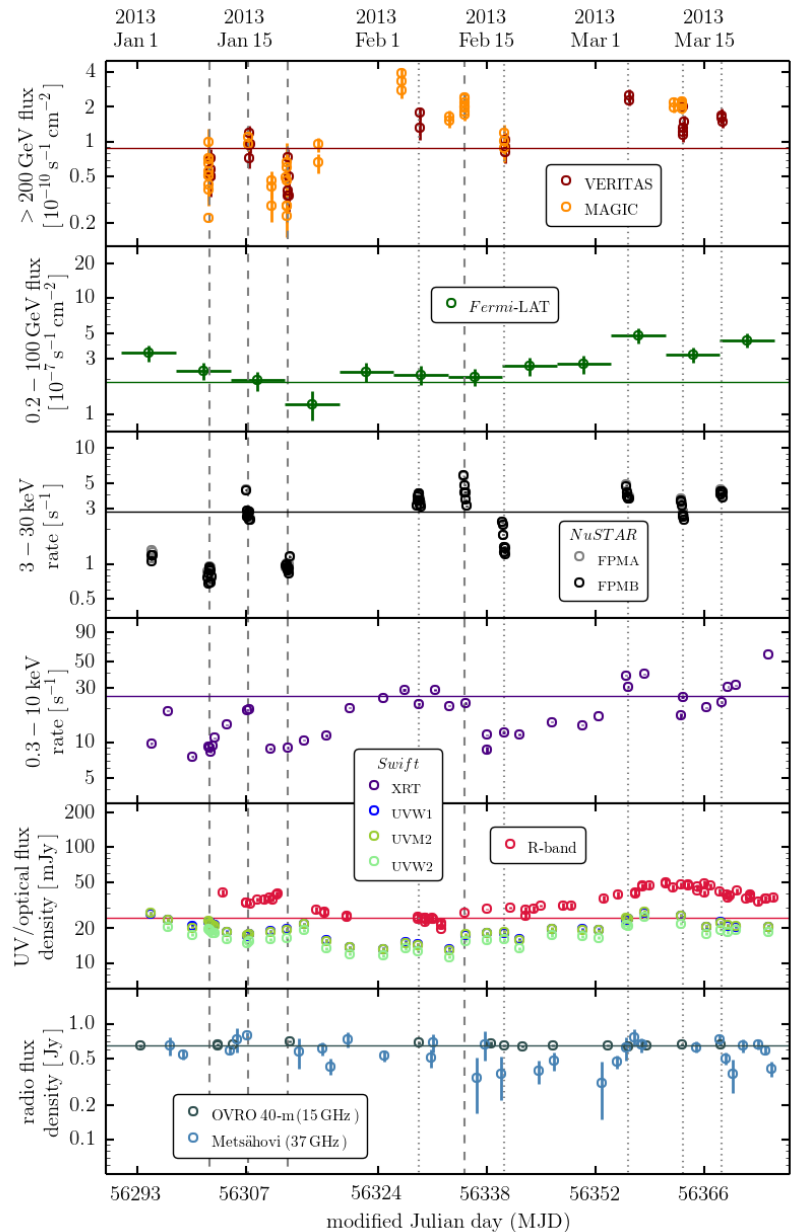 2013 2013 2013 2013 2013 2013
Jan 1 Jan 15 Feb 1 Feb 15 Mar 1 Mar 15
> 200 GeV flux
[10⁻¹⁰ s⁻¹ cm⁻²]
4
2
1
0.5
0.2
VERITAS
MAGIC
0.2 − 100 GeV flux
[10⁻⁷ s⁻¹ cm⁻²]
20
10
5
3
1
Fermi-LAT
3 − 30 keV
rate [s⁻¹]
10
5
3
1
0.5
NuSTAR
FPMA
FPMB
0.3 − 10 keV
rate [s⁻¹]
90
50
30
10
5
Swift
XRT
UVW1
UVM2
UVW2
UV/optical flux
density [mJy]
200
100
50
20
10
R-band
radio flux
density [Jy]
1.0
0.5
0.2
0.1
OVRO 40-m (15 GHz)
Metsähovi (37 GHz)
56293 56307 56324 56338 56352 56366
modified Julian day (MJD)